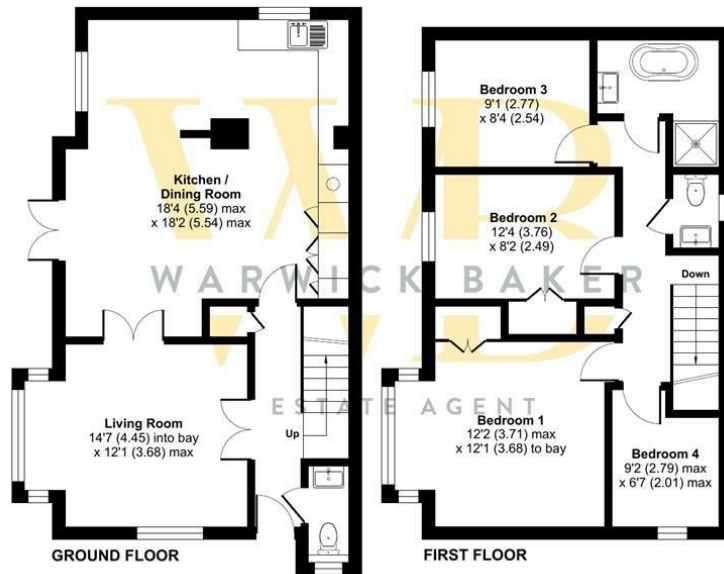 Kitchen /
Dining Room
18'4 (5.59) max
x 18'2 (5.54) max
Living Room
14'7 (4.45) into bay
x 12'1 (3.68) max
Up
GROUND FLOOR
Bedroom 3
9'1 (2.77)
x 8'4 (2.54)
Bedroom 2
12'4 (3.76)
x 8'2 (2.49)
Down
Bedroom 1
12'2 (3.71) max
x 12'1 (3.68) to bay
Bedroom 4
9'2 (2.79) max
x 6'7 (2.01) max
FIRST FLOOR
WB
WARWICK BAKER
ESTATE AGENT